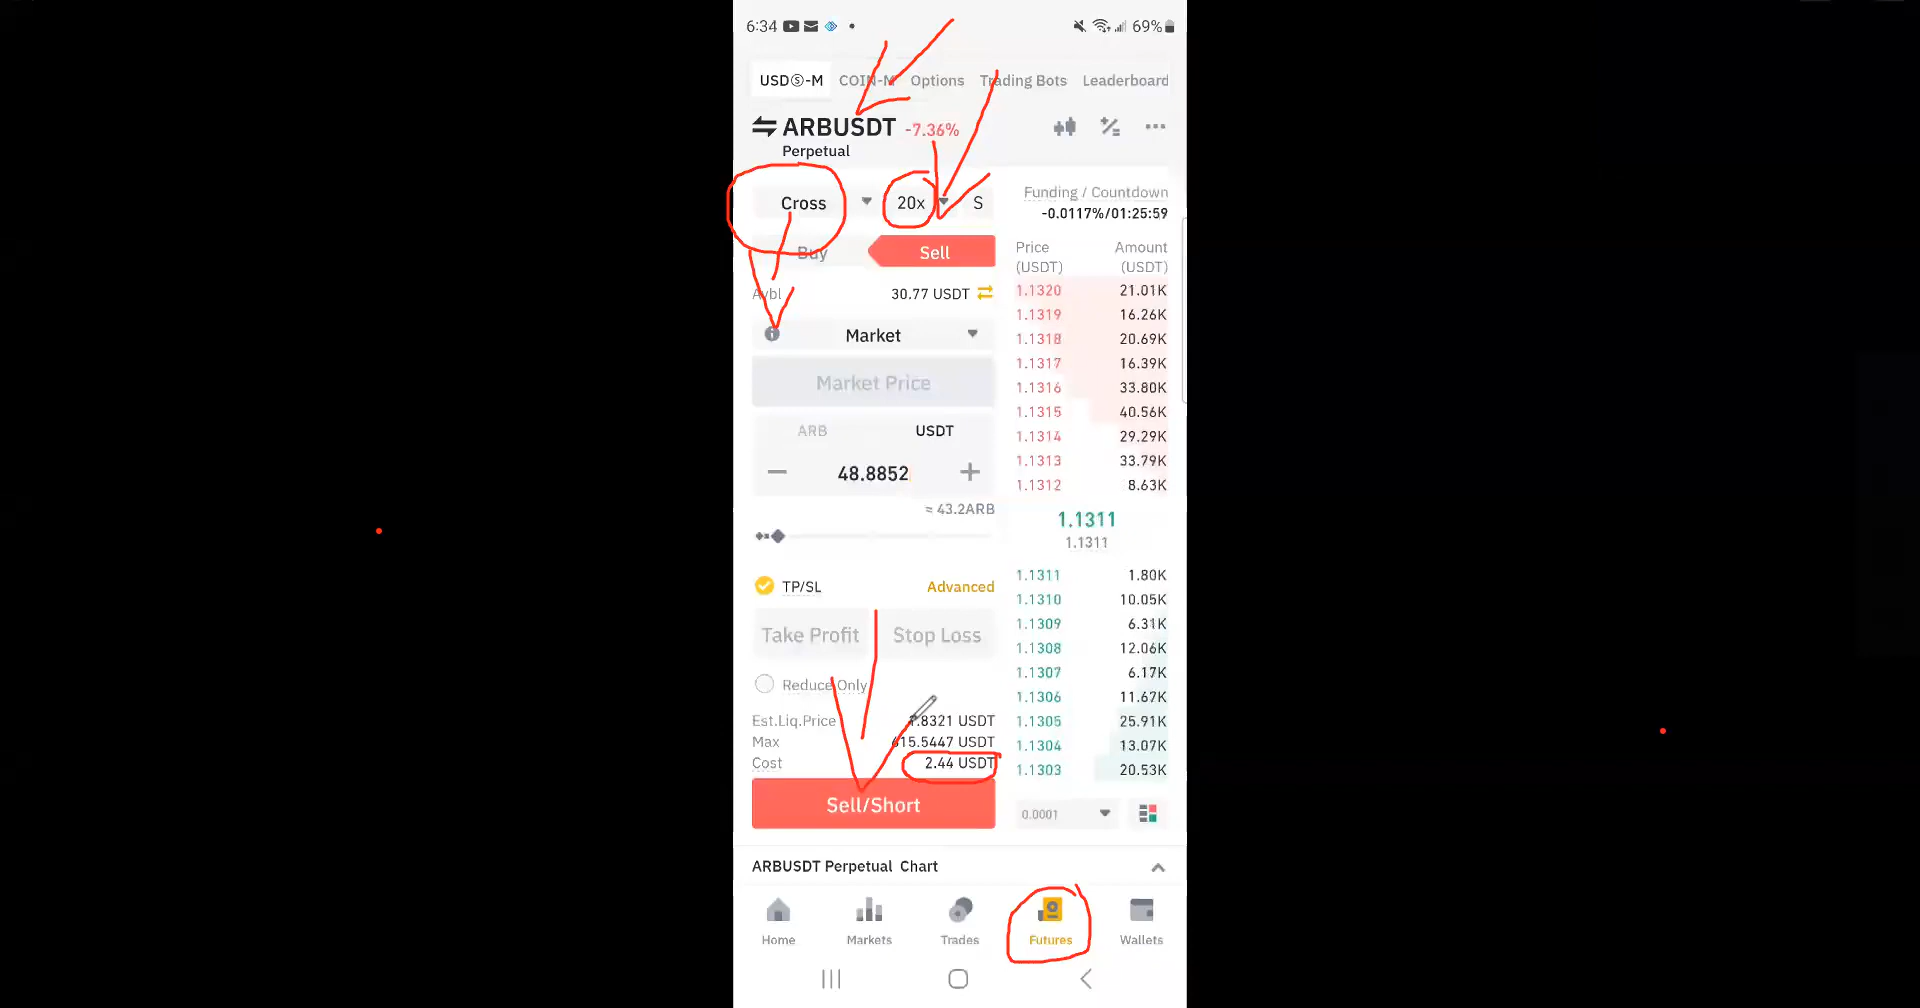 6:34 69%
USDⓈ-M COIN-M Options Trading Bots Leaderboard
ARBUSDT -7.36%
Perpetual
Cross 20x S
Buy Sell
Avbl 30.77 USDT
Market
Market Price
ARB USDT
48.8852
≈ 43.2ARB
TP/SL Advanced
Take Profit Stop Loss
Reduce Only
Est.Liq.Price 1.8321 USDT
Max 615.5447 USDT
Cost 2.44 USDT
Sell/Short
Funding / Countdown
-0.0117%/01:25:59
Price Amount
(USDT) (USDT)
1.1320 21.01K
1.1319 16.26K
1.1318 20.69K
1.1317 16.39K
1.1316 33.80K
1.1315 40.56K
1.1314 29.29K
1.1313 33.79K
1.1312 8.63K
1.1311
1.1311
1.1311 1.80K
1.1310 10.05K
1.1309 6.31K
1.1308 12.06K
1.1307 6.17K
1.1306 11.67K
1.1305 25.91K
1.1304 13.07K
1.1303 20.53K
0.0001
ARBUSDT Perpetual Chart
Home Markets Trades Futures Wallets